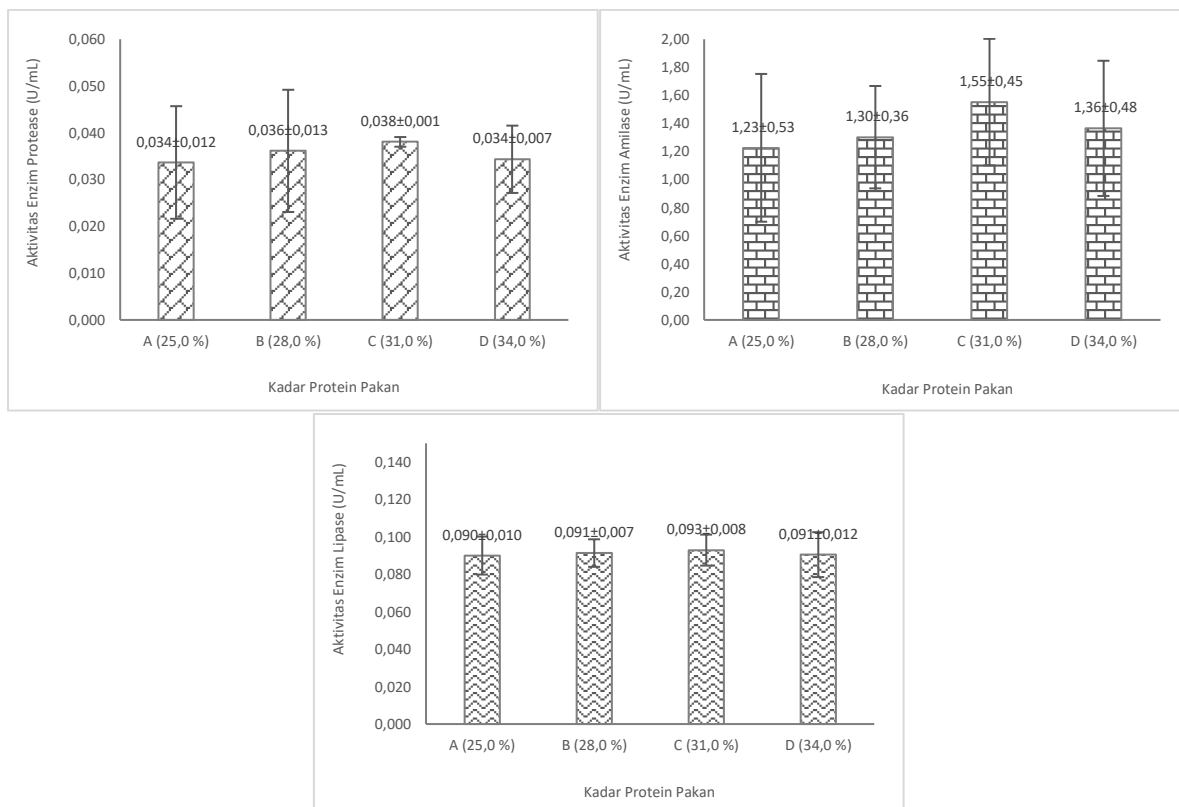 Aktivitas Enzim Protease (U/mL)
0,060
0,050
0,040
0,030
0,020
0,010
0,000
0,034±0,012
0,036±0,013
0,038±0,001
0,034±0,007
A (25,0 %)
B (28,0 %)
C (31,0 %)
D (34,0 %)
Kadar Protein Pakan
Aktivitas Enzim Amilase (U/mL)
2,00
1,80
1,60
1,40
1,20
1,00
0,80
0,60
0,40
0,20
0,00
1,23±0,53
1,30±0,36
1,55±0,45
1,36±0,48
A (25,0 %)
B (28,0 %)
C (31,0 %)
D (34,0 %)
Kadar Protein Pakan
Aktivitas Enzim Lipase (U/mL)
0,140
0,120
0,100
0,080
0,060
0,040
0,020
0,000
0,090±0,010
0,091±0,007
0,093±0,008
0,091±0,012
A (25,0 %)
B (28,0 %)
C (31,0 %)
D (34,0 %)
Kadar Protein Pakan